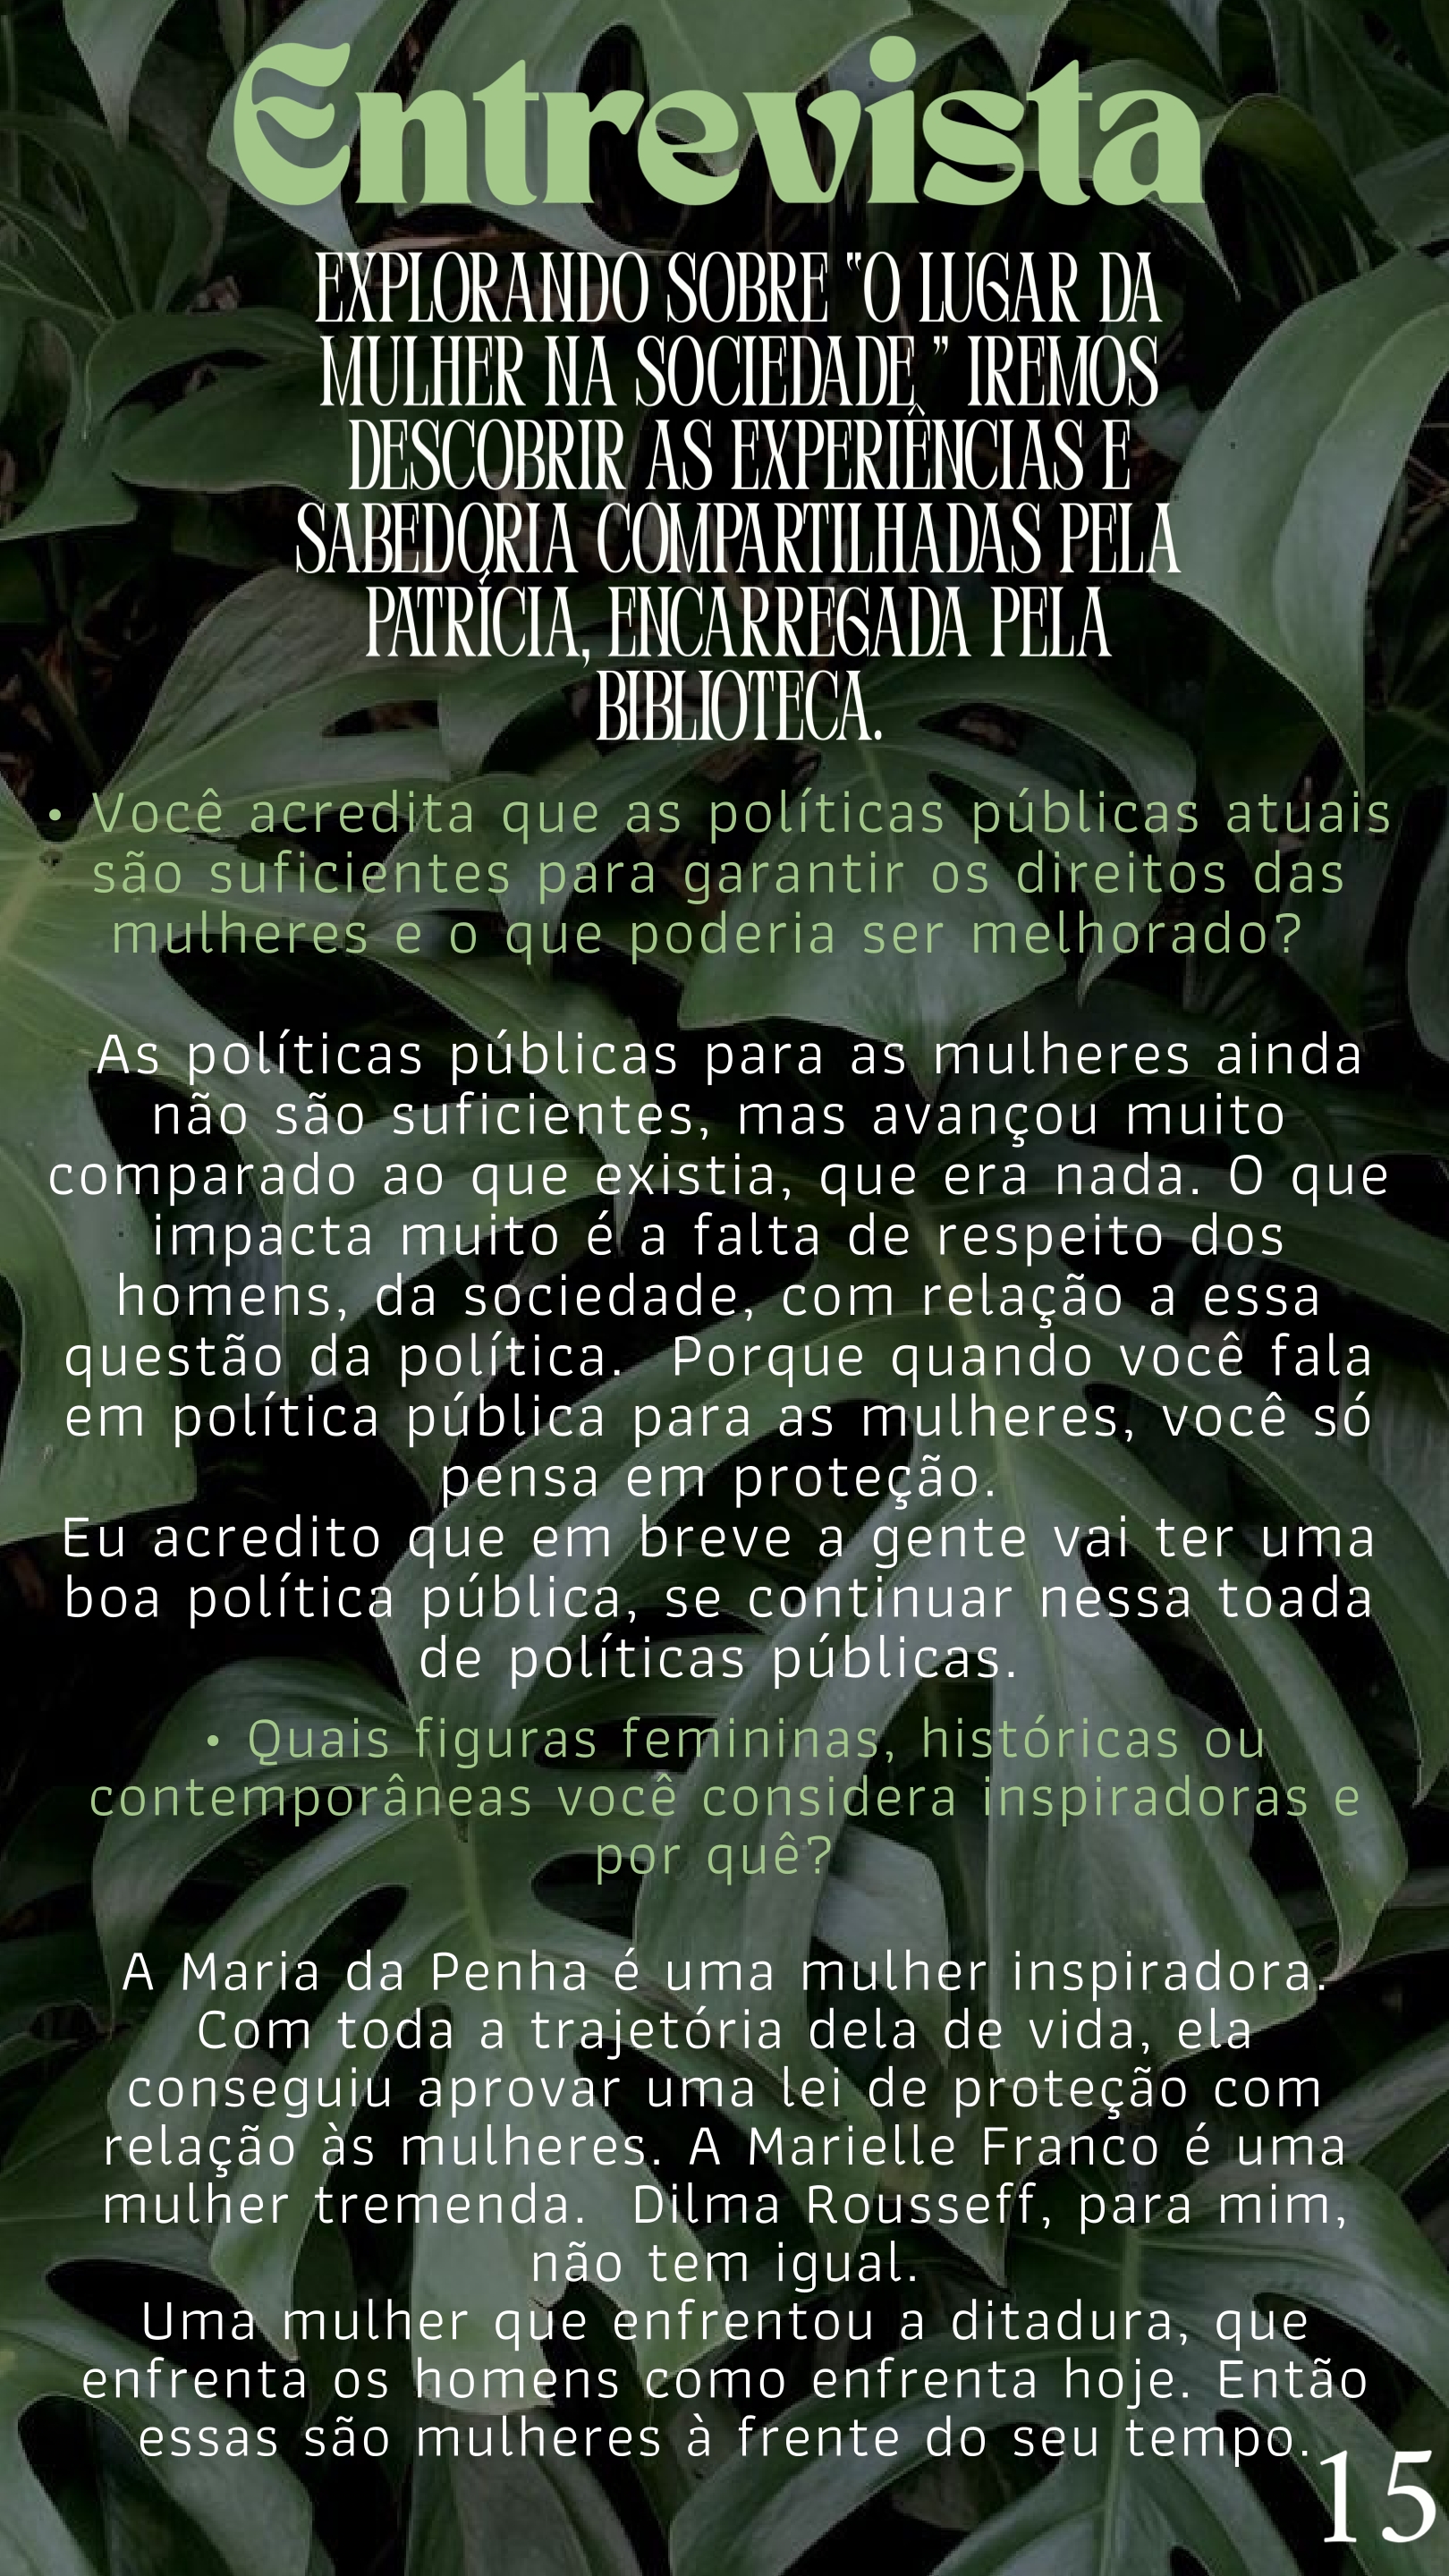 Entrevista
EXPLORANDO SOBRE "O LUGAR DA
MULHER NA SOCIEDADE " IREMOS
DESCOBRIR AS EXPERIÊNCIAS E
SABEDORIA COMPARTILHADAS PELA
PATRÍCIA, ENCARREGADA PELA
BIBLIOTECA.
• Você acredita que as políticas públicas atuais
são suficientes para garantir os direitos das
mulheres e o que poderia ser melhorado?
As políticas públicas para as mulheres ainda
não são suficientes, mas avançou muito
comparado ao que existia, que era nada. O que
impacta muito é a falta de respeito dos
homens, da sociedade, com relação a essa
questão da política. Porque quando você fala
em política pública para as mulheres, você só
pensa em proteção.
Eu acredito que em breve a gente vai ter uma
boa política pública, se continuar nessa toada
de políticas públicas.
• Quais figuras femininas, históricas ou
contemporâneas você considera inspiradoras e
por quê?
A Maria da Penha é uma mulher inspiradora.
Com toda a trajetória dela de vida, ela
conseguiu aprovar uma lei de proteção com
relação às mulheres. A Marielle Franco é uma
mulher tremenda. Dilma Rousseff, para mim,
não tem igual.
Uma mulher que enfrentou a ditadura, que
enfrenta os homens como enfrenta hoje. Então
essas são mulheres à frente do seu tempo.
15